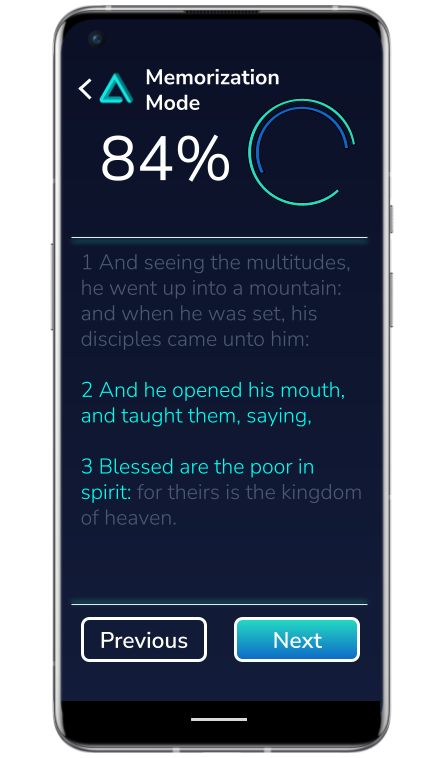 Memorization
Mode
84%
1 And seeing the multitudes,
he went up into a mountain:
and when he was set, his
disciples came unto him:
2 And he opened his mouth,
and taught them, saying,
3 Blessed are the poor in
spirit: for theirs is the kingdom
of heaven.
Previous
Next